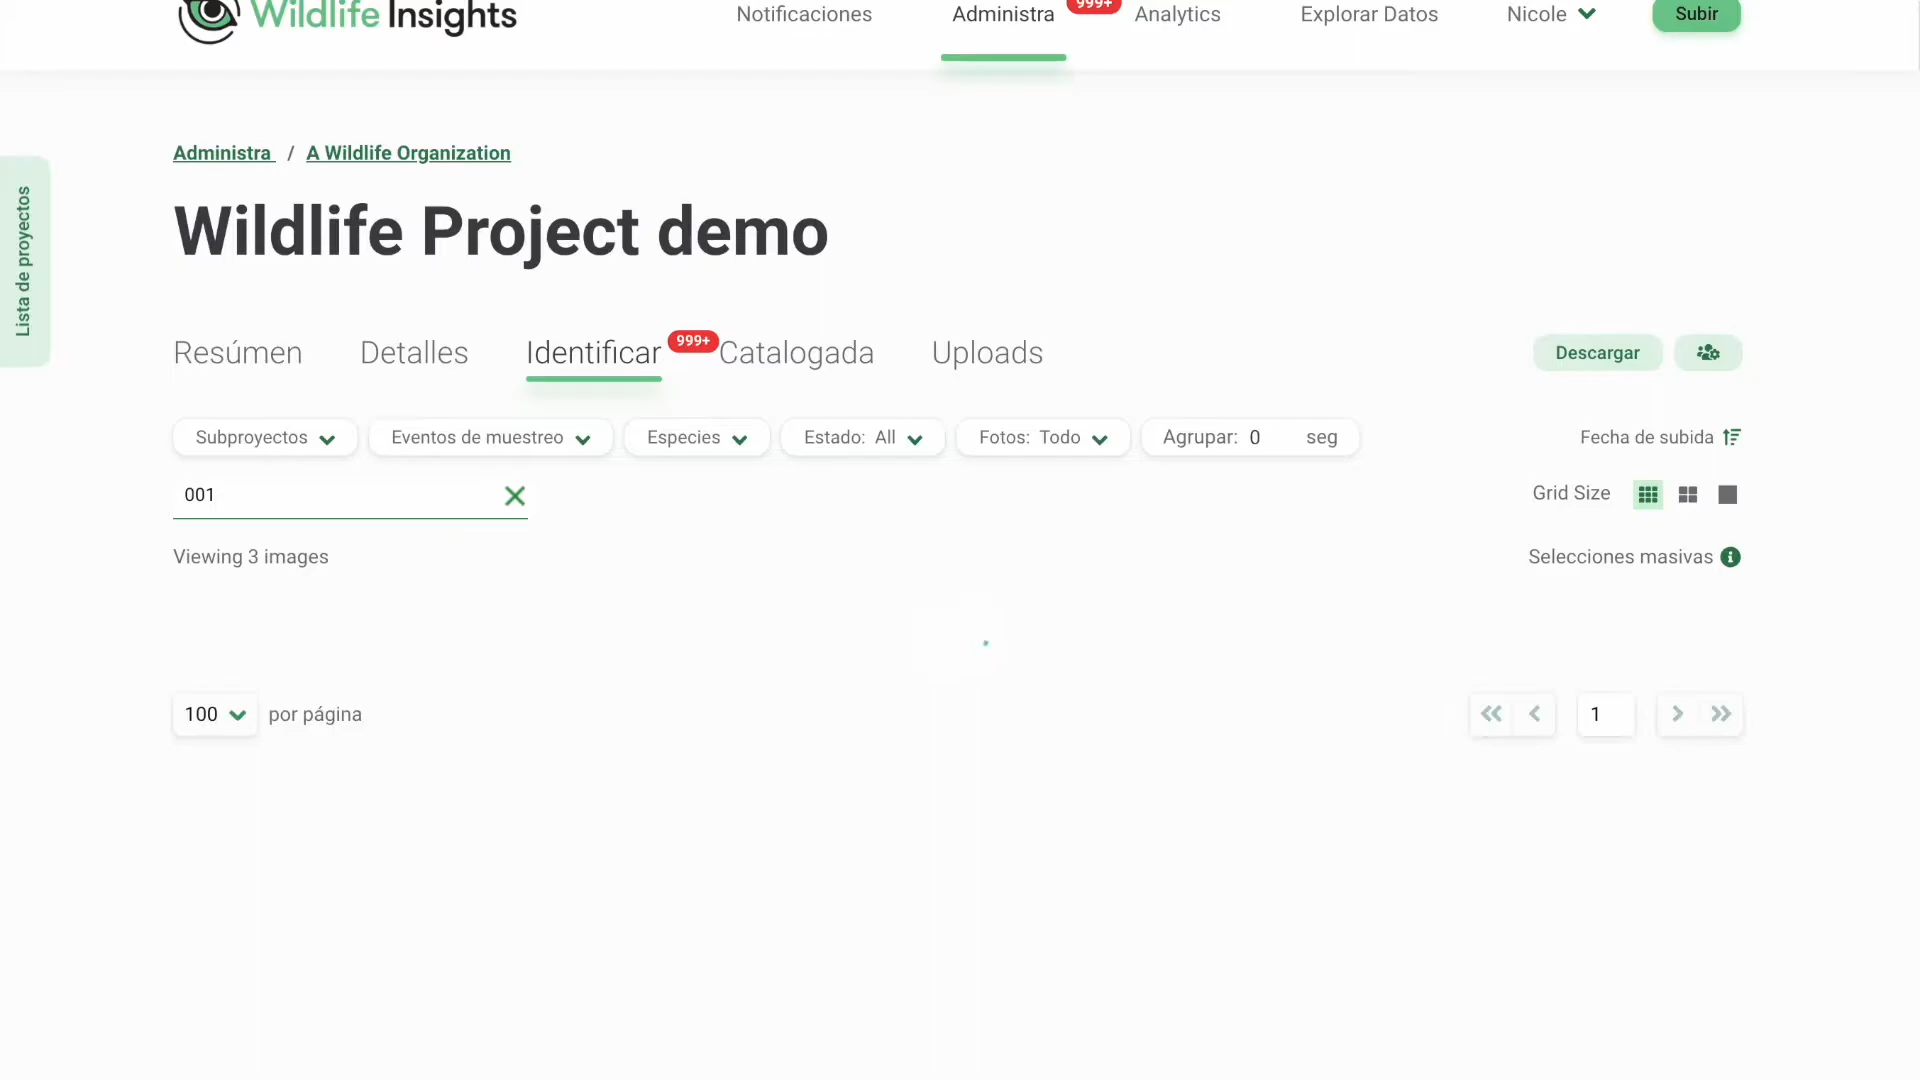 Wildlife Insights
Notificaciones Administra 999+ Analytics Explorar Datos Nicole Subir
Lista de proyectos
Administra / A Wildlife Organization
Wildlife Project demo
Resúmen Detalles Identificar 999+ Catalogada Uploads Descargar
Subproyectos Eventos de muestreo Especies Estado: All Fotos: Todo Agrupar: 0 seg Fecha de subida
001 Grid Size
Viewing 3 images Selecciones masivas
100 por página 1